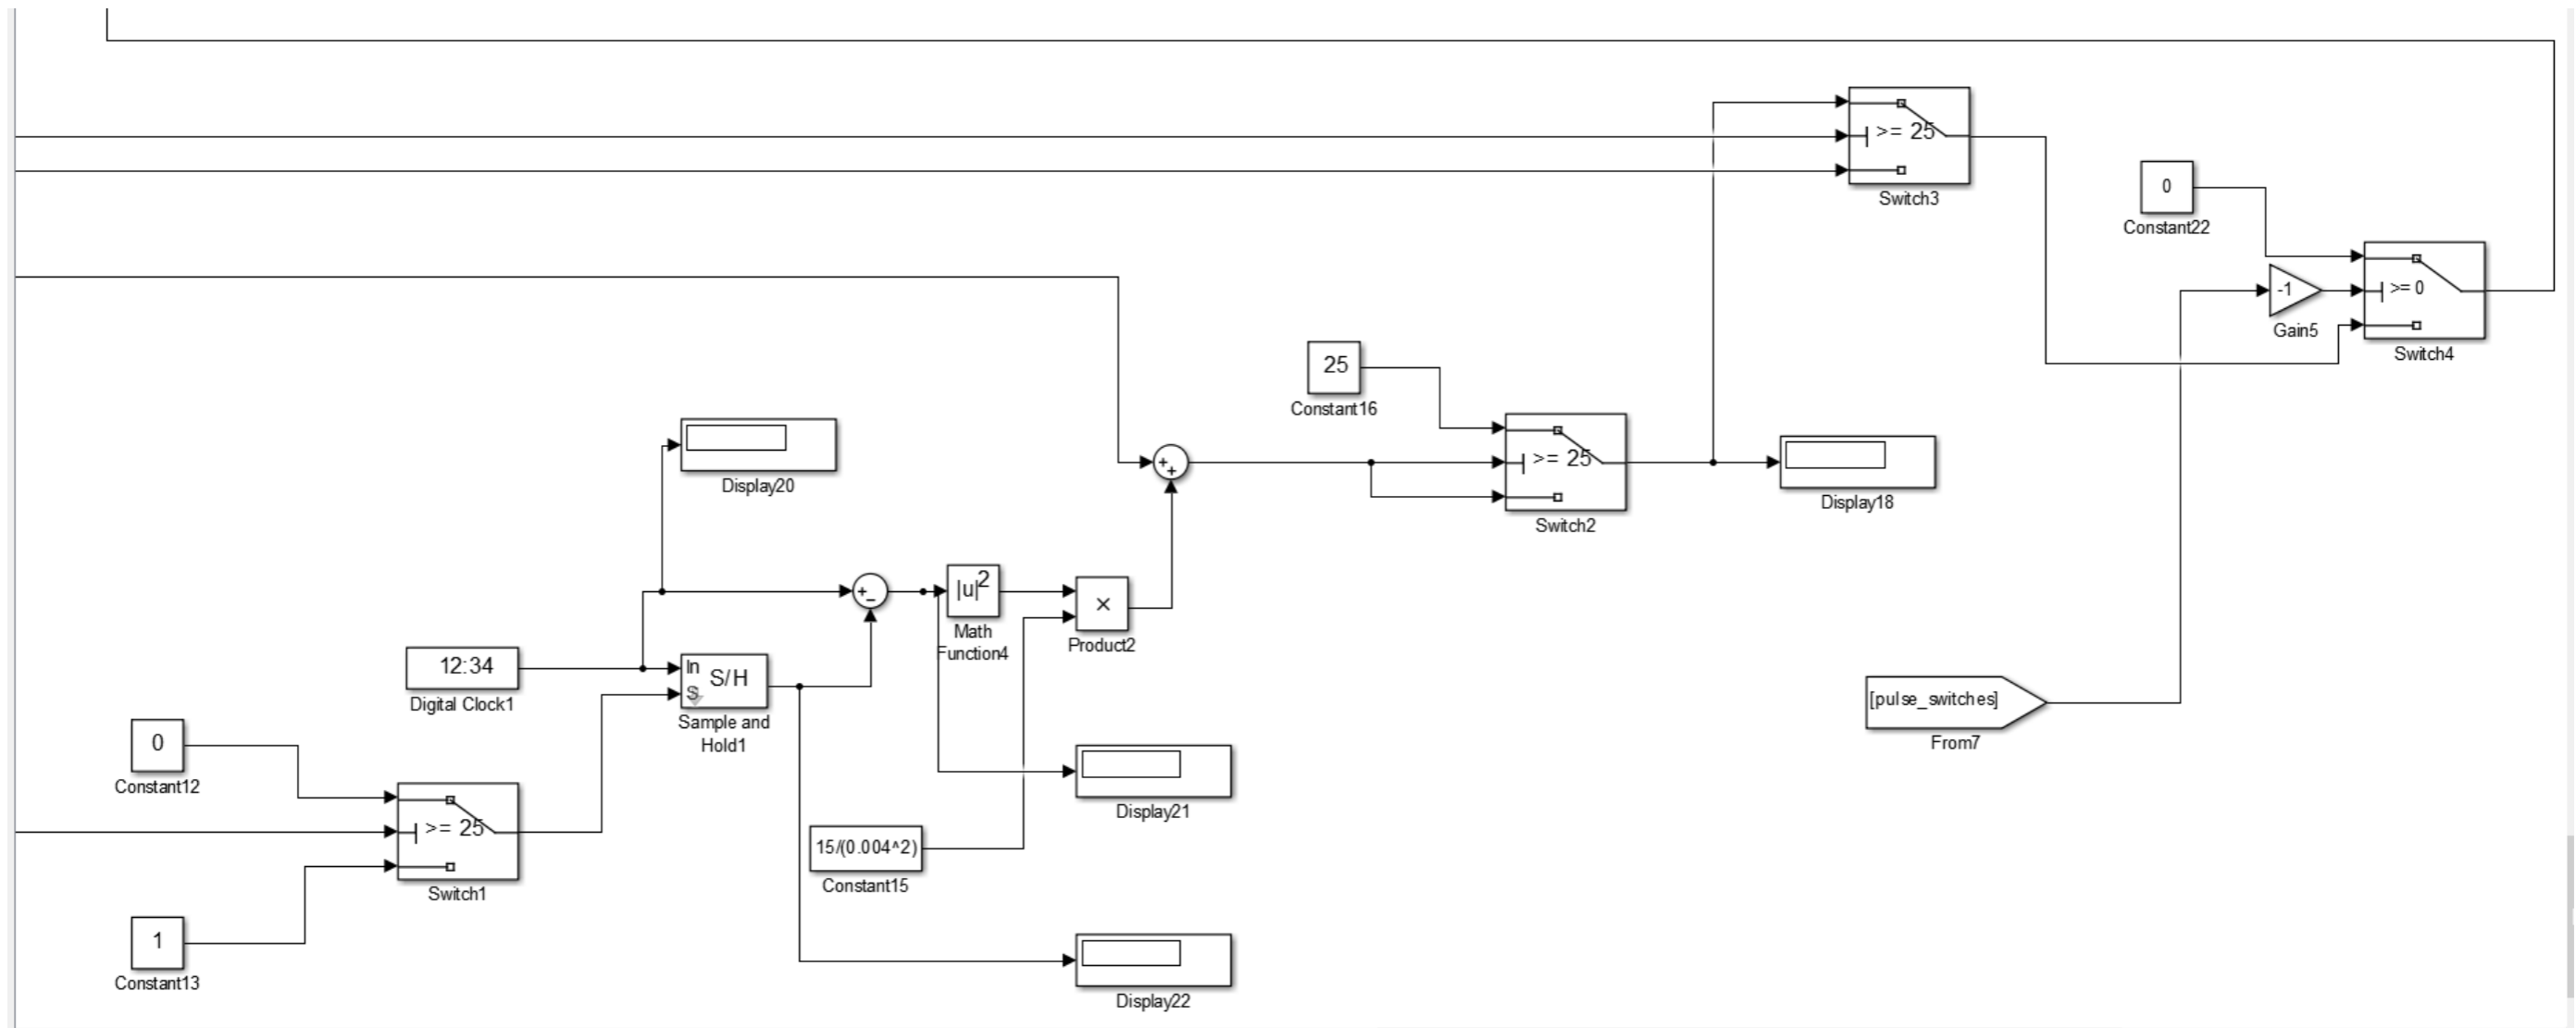 >= 25
Switch3
0
Constant22
-1
Gain5
>= 0
Switch4
25
Constant16
>= 25
Switch2
Display18
Display20
+
+
+
−
|u|2
Math
Function4
×
Product2
12:34
Digital Clock1
In
S
S/H
Sample and
Hold1
[pulse_switches]
From7
0
Constant12
>= 25
Switch1
Display21
15/(0.004^2)
Constant15
1
Constant13
Display22